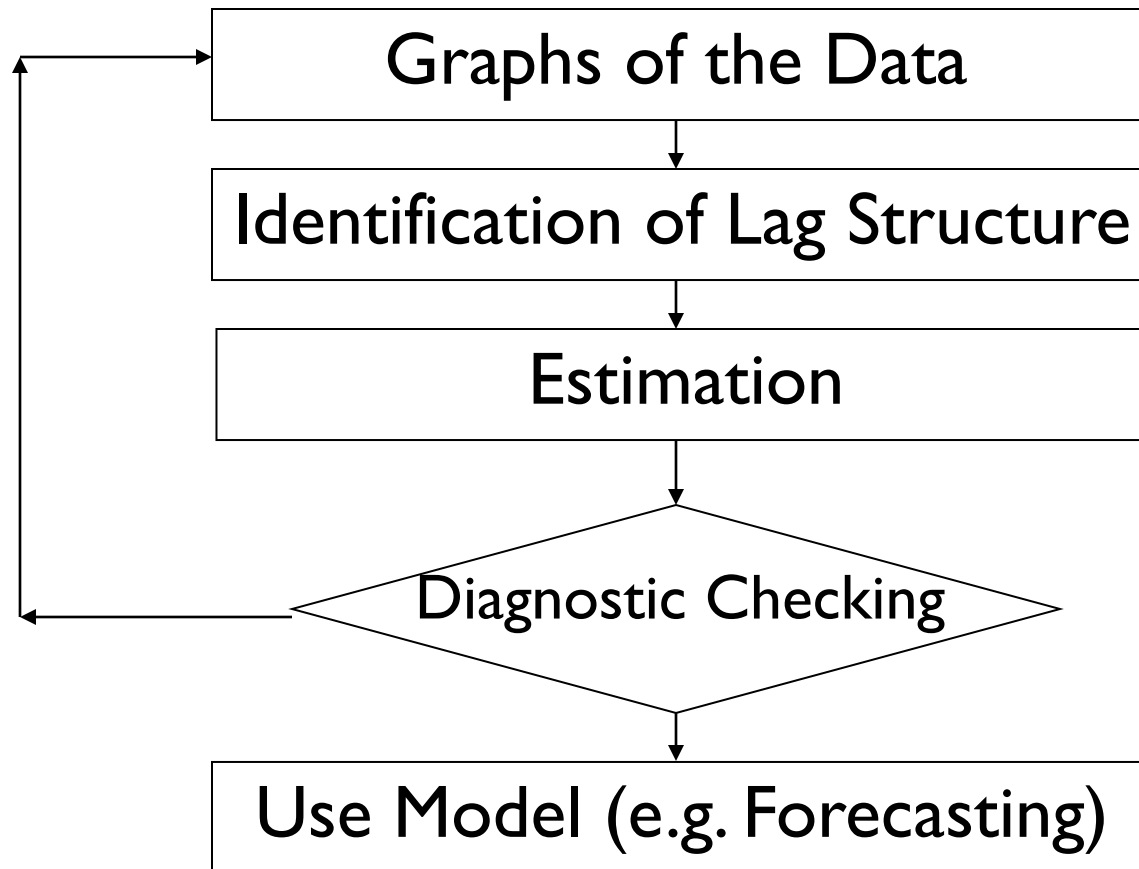 Graphs of the Data
Identification of Lag Structure
Estimation
Diagnostic Checking
Use Model (e.g. Forecasting)